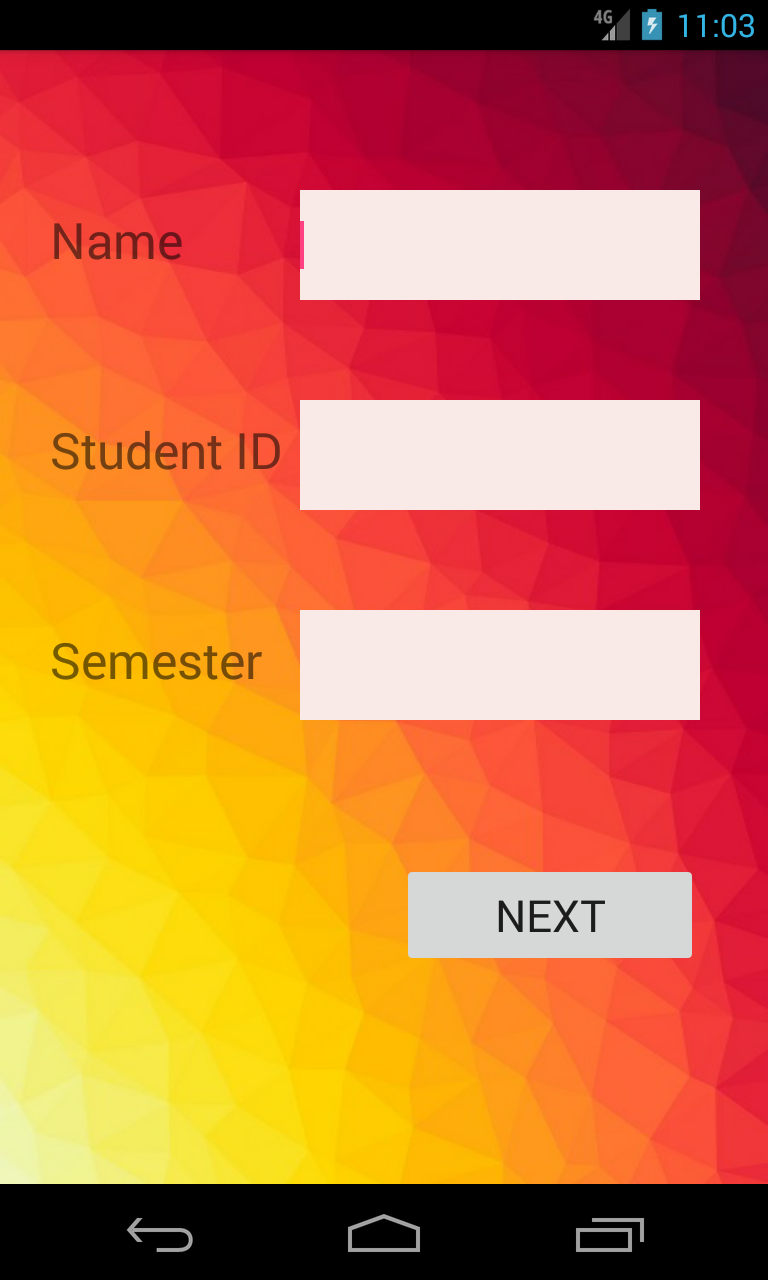 4G 11:03
Name
Student ID
Semester
NEXT